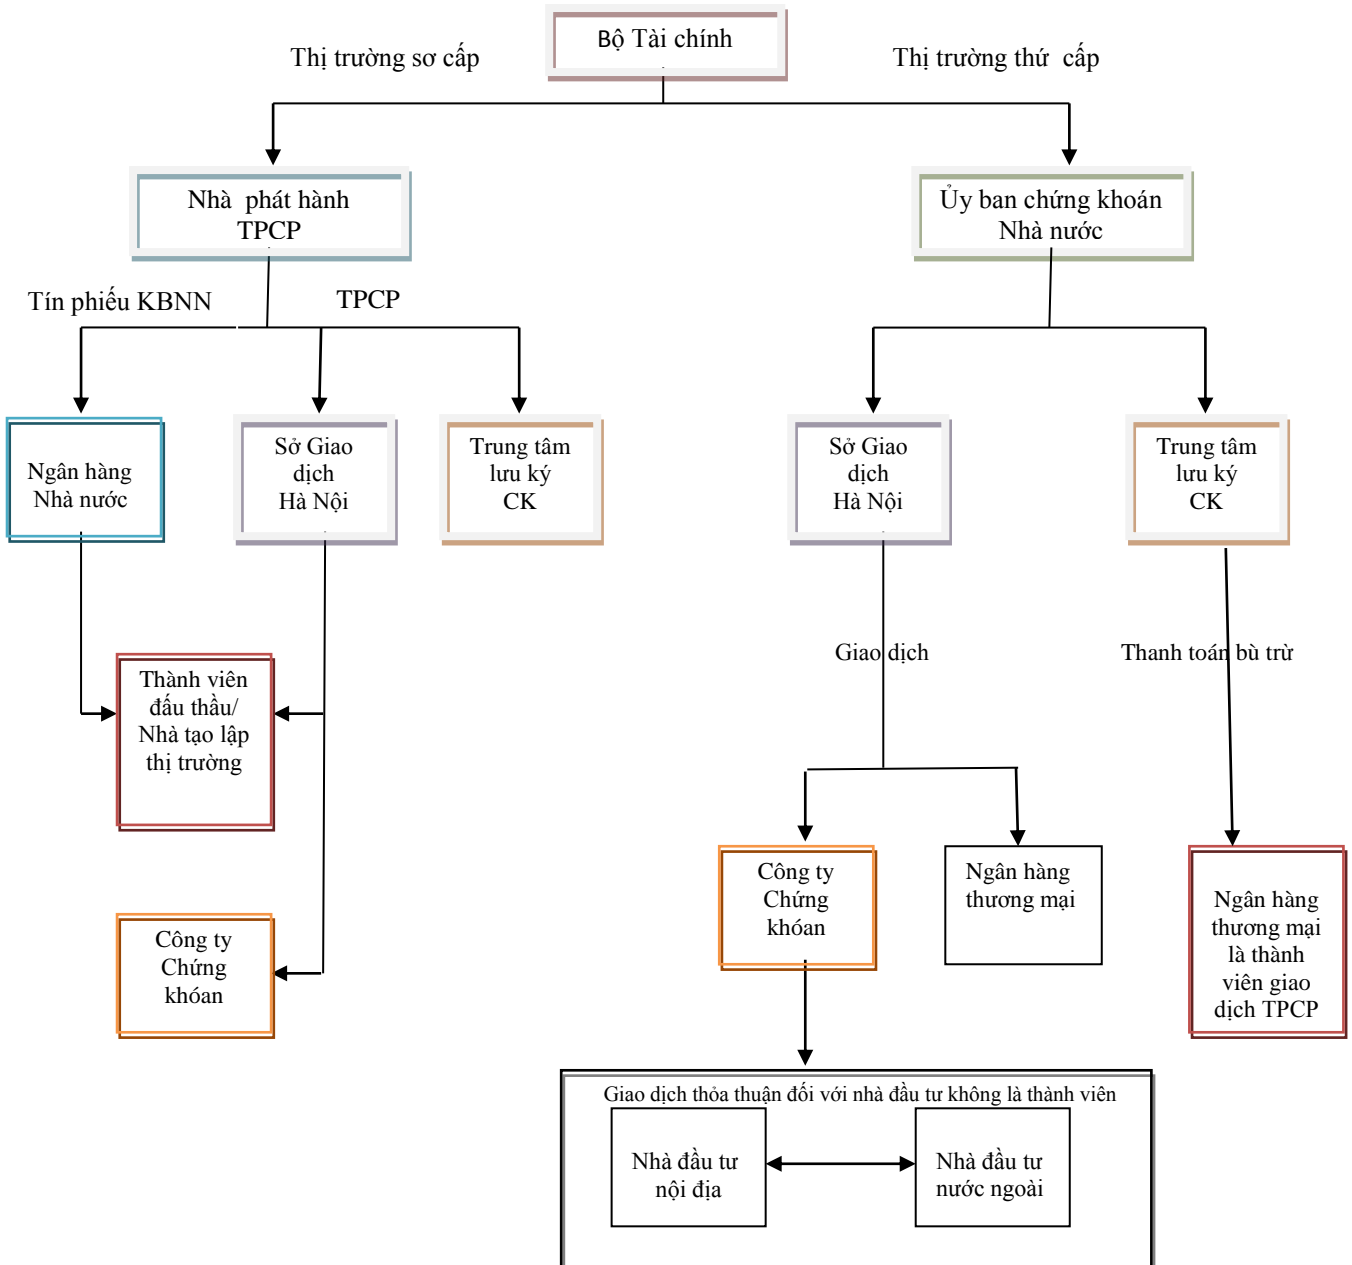 Bộ Tài chính
Thị trường sơ cấp
Thị trường thứ cấp
Nhà phát hành
TPCP
Ủy ban chứng khoán
Nhà nước
Tín phiếu KBNN
TPCP
Ngân hàng
Nhà nước
Sở Giao
dịch
Hà Nội
Trung tâm
lưu ký
CK
Sở Giao
dịch
Hà Nội
Trung tâm
lưu ký
CK
Giao dịch
Thanh toán bù trừ
Thành viên
đấu thầu/
Nhà tạo lập
thị trường
Công ty
Chứng
khóan
Công ty
Chứng
khóan
Ngân hàng
thương mại
Ngân hàng
thương mại
là thành
viên giao
dịch TPCP
Giao dịch thỏa thuận đối với nhà đầu tư không là thành viên
Nhà đầu tư
nội địa
Nhà đầu tư
nước ngoài